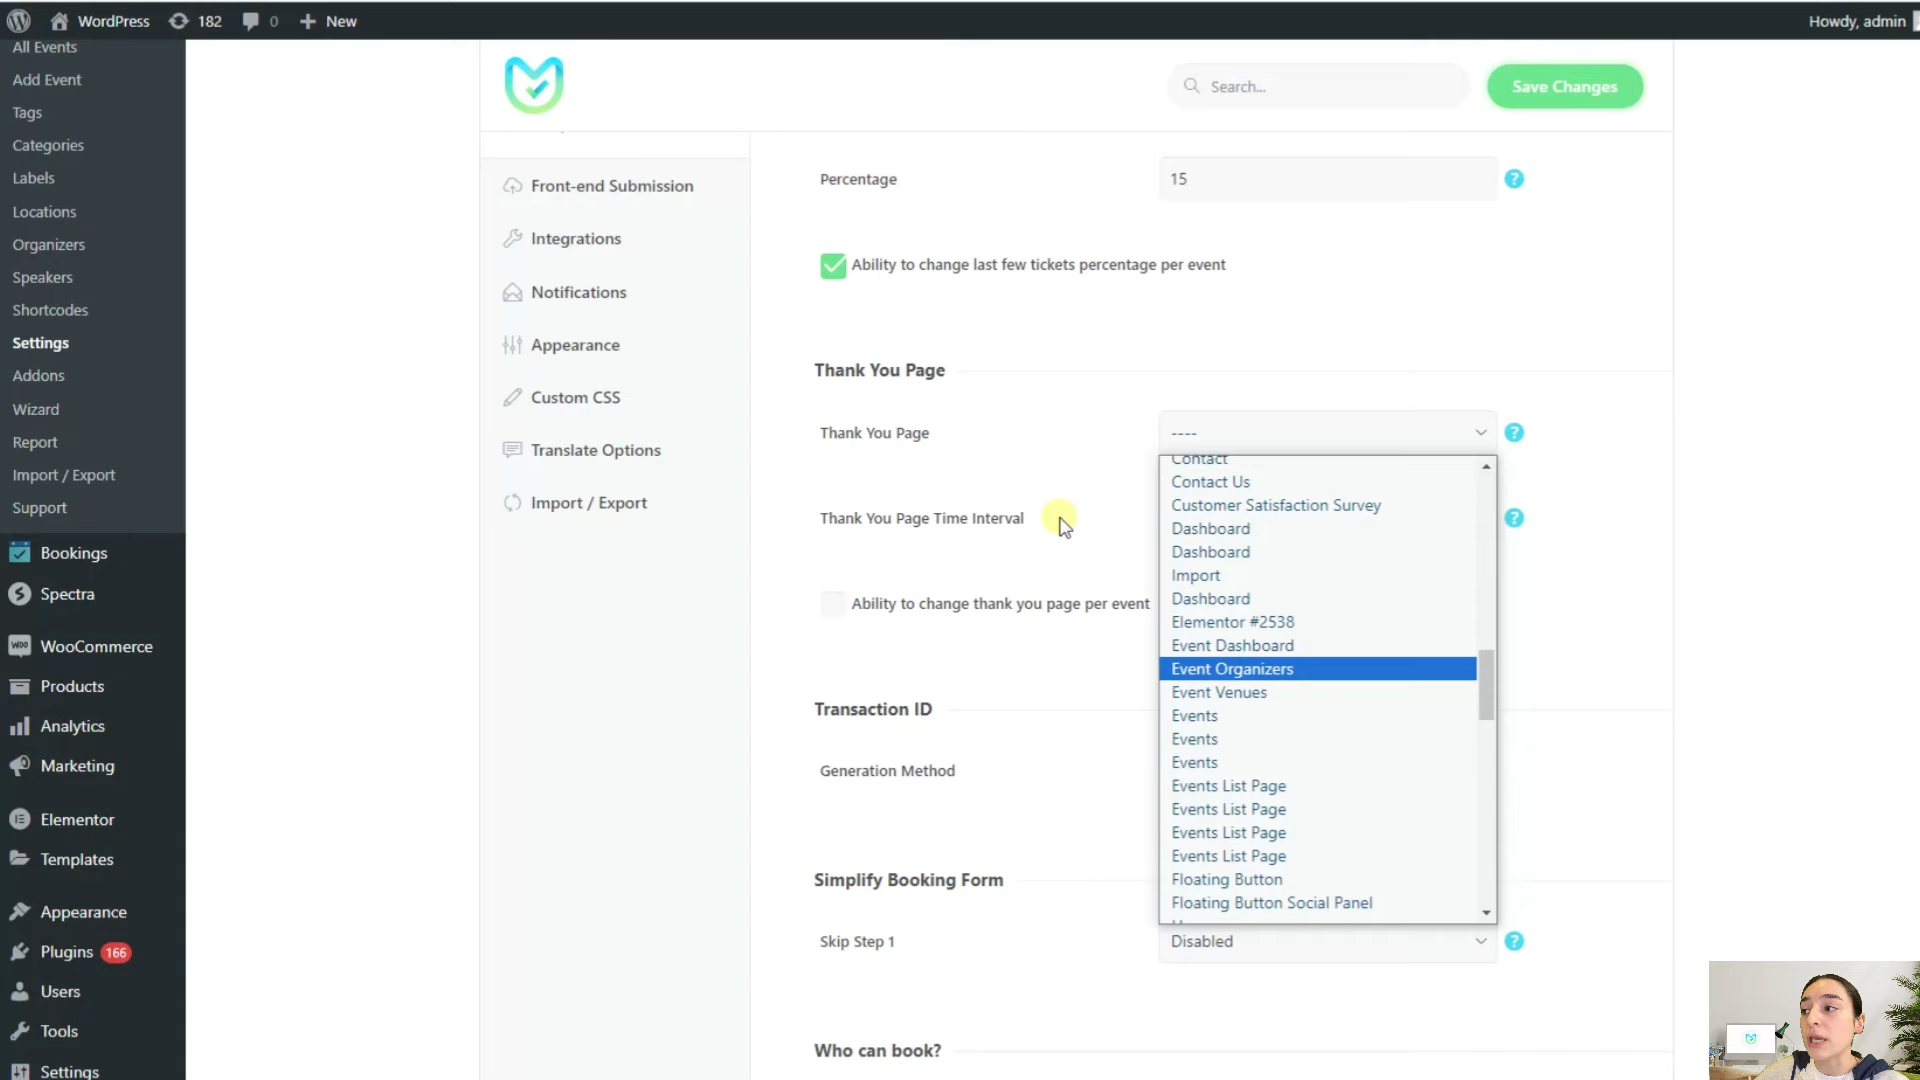 WordPress 182 0 New Howdy, admin
All Events
Add Event
Tags
Categories
Labels
Locations
Organizers
Speakers
Shortcodes
Settings
Addons
Wizard
Report
Import / Export
Support
Bookings
Spectra
WooCommerce
Products
Analytics
Marketing
Elementor
Templates
Appearance
Plugins 166
Users
Tools
Settings
Search...
Save Changes
Front-end Submission
Integrations
Notifications
Appearance
Custom CSS
Translate Options
Import / Export
Percentage 15 ?
Ability to change last few tickets percentage per event
Thank You Page
Thank You Page ---- ?
Contact
Contact Us
Customer Satisfaction Survey
Dashboard
Dashboard
Import
Dashboard
Elementor #2538
Event Dashboard
Event Organizers
Event Venues
Events
Events
Events
Events List Page
Events List Page
Events List Page
Events List Page
Floating Button
Floating Button Social Panel
Thank You Page Time Interval ?
Ability to change thank you page per event
Transaction ID
Generation Method
Simplify Booking Form
Skip Step 1 Disabled ?
Who can book?